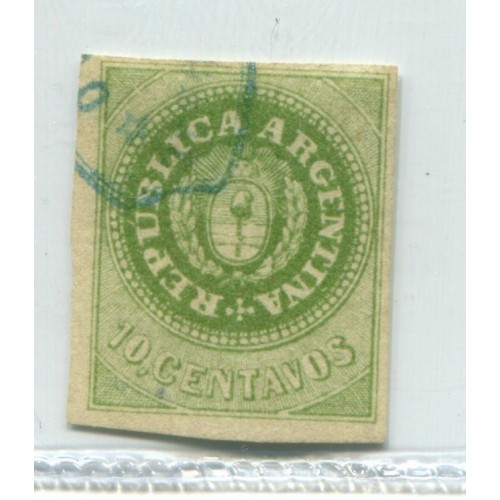 REPUBLICA ARGENTINA
10, CENTAVOS